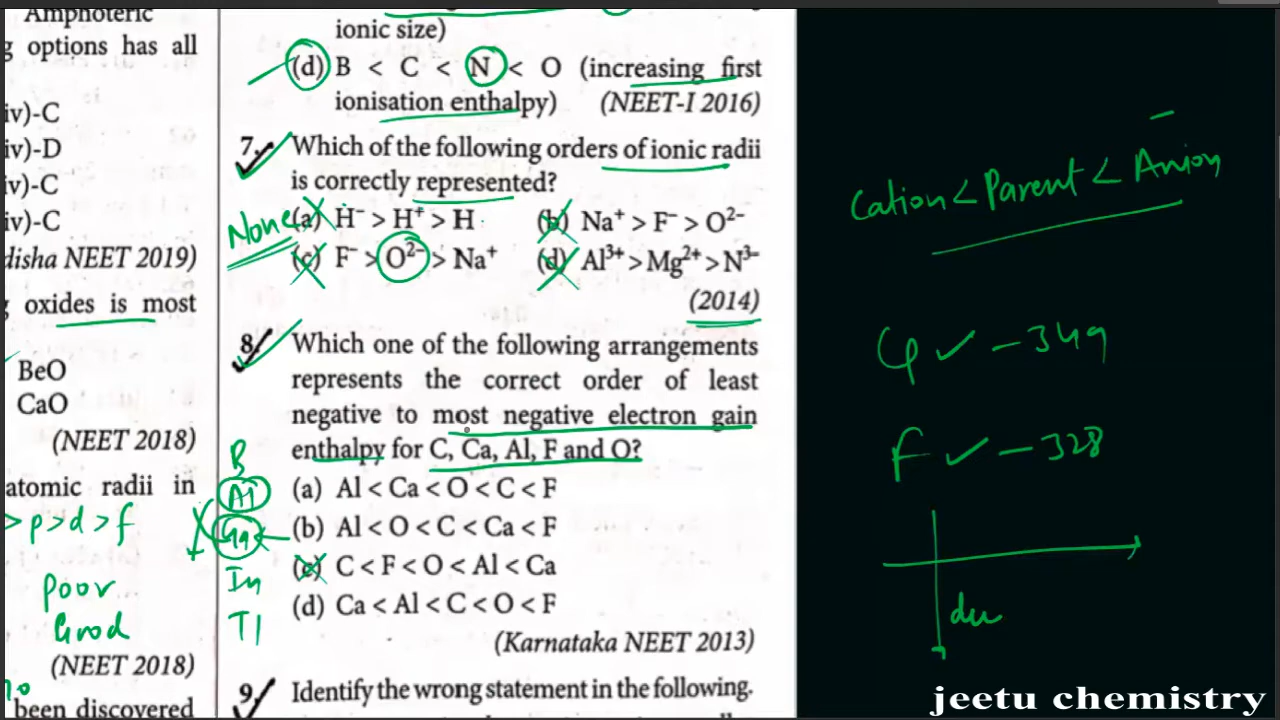 Amphoteric
g options has all
iv)-C
iv)-D
iv)-C
iv)-C
disha NEET 2019)
g oxides is most
BeO
CaO
(NEET 2018)
atomic radii in
> p > d > f
Poor
Good
(NEET 2018)
been discovered
ionic size)
(d) B < C < N < O (increasing first
ionisation enthalpy) (NEET-I 2016)
7. Which of the following orders of ionic radii
is correctly represented?
None
(a) H⁻ > H⁺ > H (b) Na⁺ > F⁻ > O²⁻
(c) F⁻ > O²⁻ > Na⁺ (d) Al³⁺ > Mg²⁺ > N³⁻
(2014)
8. Which one of the following arrangements
represents the correct order of least
negative to most negative electron gain
enthalpy for C, Ca, Al, F and O?
(a) Al < Ca < O < C < F
(b) Al < O < C < Ca < F
(c) C < F < O < Al < Ca
(d) Ca < Al < C < O < F
(Karnataka NEET 2013)
B
Al
Ga
In
Tl
9. Identify the wrong statement in the following.
Cation < Parent < Anion
Cl ✓ -349
F ✓ -328
jeetu chemistry